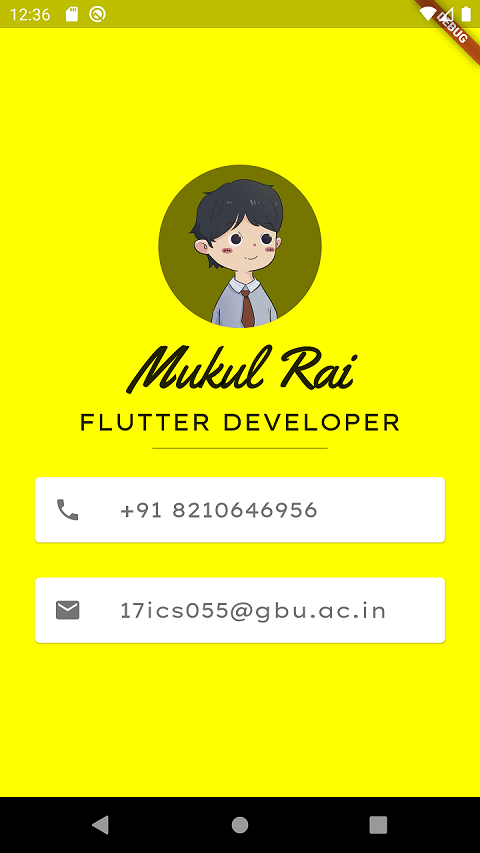 12:36
DEBUG
Mukul Rai
FLUTTER DEVELOPER
+91 8210646956
17ics055@gbu.ac.in